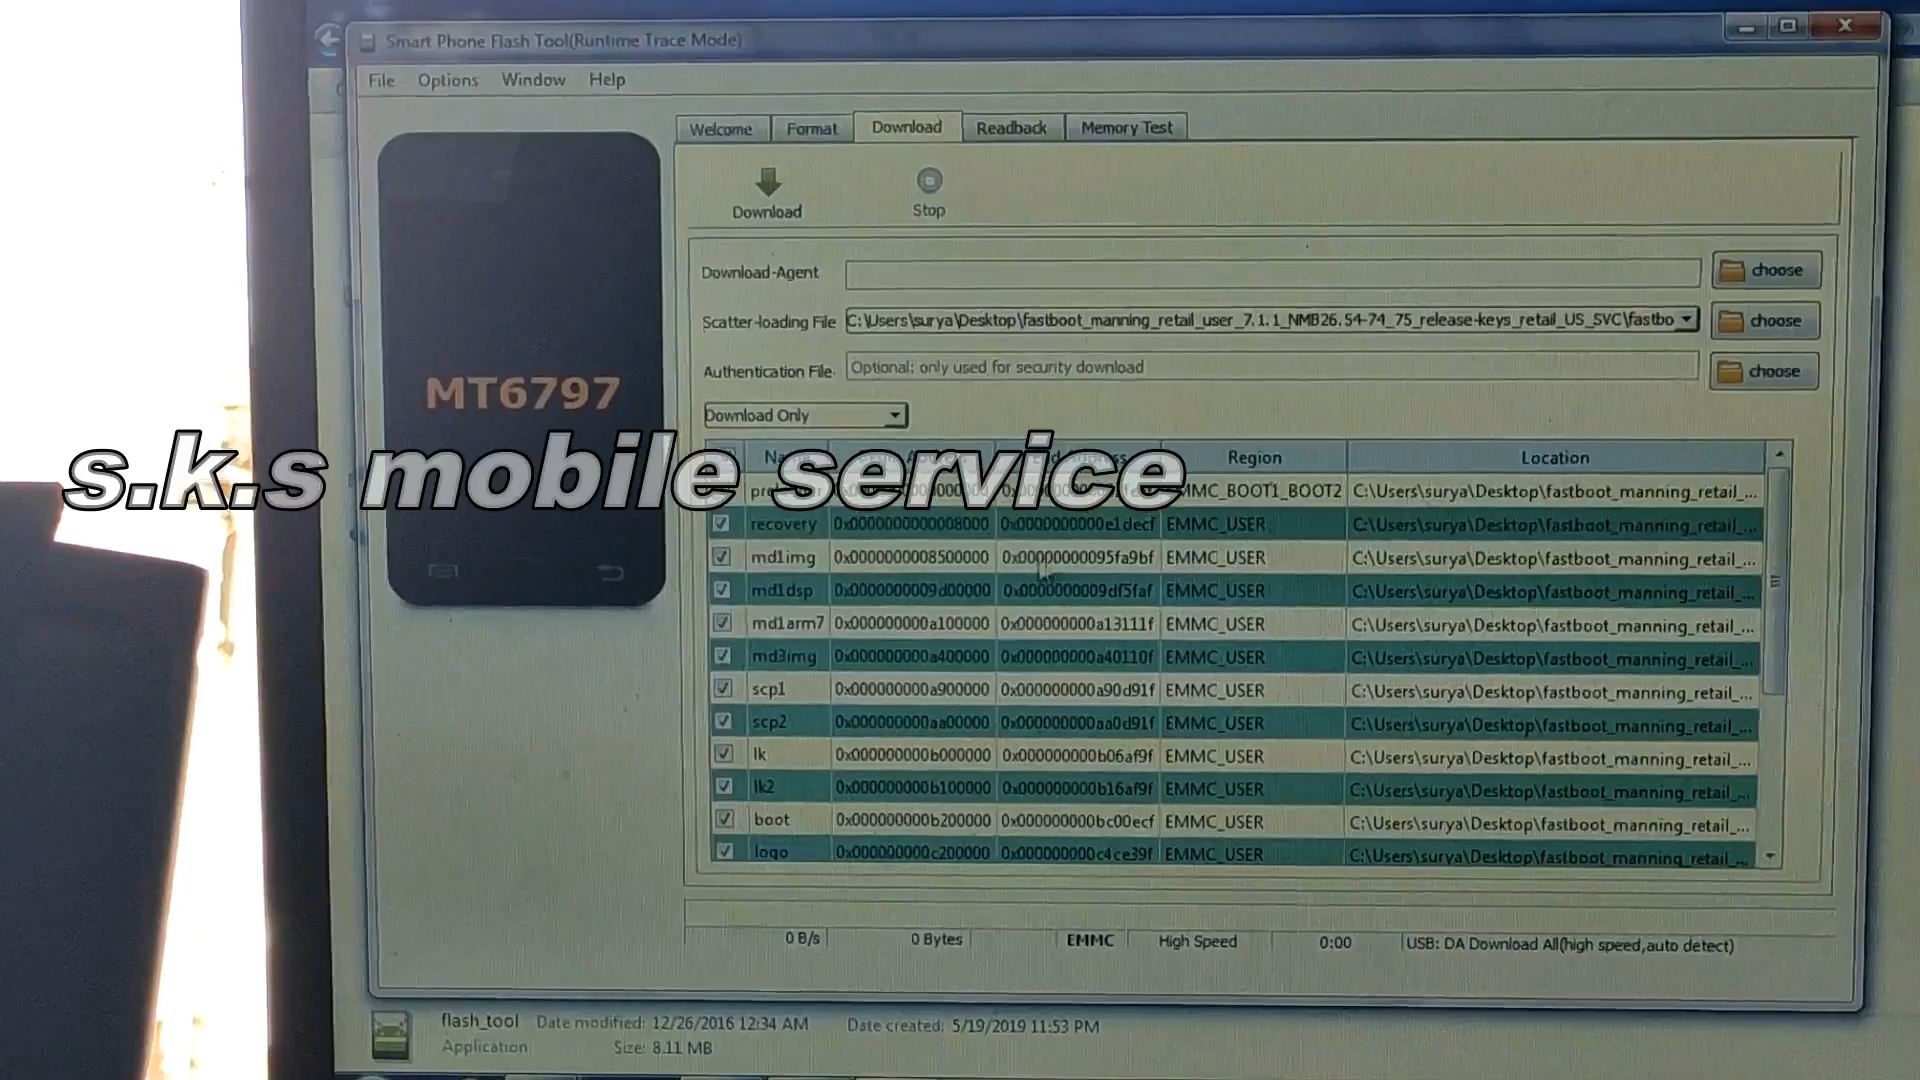 Smart Phone Flash Tool(Runtime Trace Mode)
File Options Window Help
Welcome Format Download Readback Memory Test
Download Stop
Download-Agent choose
Scatter-loading File C:\Users\surya\Desktop\fastboot_manning_retail_user_7.1.1_NMB26.54-74_75_release-keys_retail_US_SVC\fastbo choose
Authentication File Optional: only used for security download choose
MT6797
Download Only
s.k.s mobile service
Region Location
EMMC_BOOT1_BOOT2 C:\Users\surya\Desktop\fastboot_manning_retail_...
recovery 0x0000000000008000 0x0000000000e1decf EMMC_USER C:\Users\surya\Desktop\fastboot_manning_retail_...
md1img 0x0000000008500000 0x00000000095fa9bf EMMC_USER C:\Users\surya\Desktop\fastboot_manning_retail_...
md1dsp 0x0000000009d00000 0x0000000009df5faf EMMC_USER C:\Users\surya\Desktop\fastboot_manning_retail_...
md1arm7 0x000000000a100000 0x000000000a13111f EMMC_USER C:\Users\surya\Desktop\fastboot_manning_retail_...
md3img 0x000000000a400000 0x000000000a40110f EMMC_USER C:\Users\surya\Desktop\fastboot_manning_retail_...
scp1 0x000000000a900000 0x000000000a90d91f EMMC_USER C:\Users\surya\Desktop\fastboot_manning_retail_...
scp2 0x000000000aa00000 0x000000000aa0d91f EMMC_USER C:\Users\surya\Desktop\fastboot_manning_retail_...
lk 0x000000000b000000 0x000000000b06af9f EMMC_USER C:\Users\surya\Desktop\fastboot_manning_retail_...
lk2 0x000000000b100000 0x000000000b16af9f EMMC_USER C:\Users\surya\Desktop\fastboot_manning_retail_...
boot 0x000000000b200000 0x000000000bc00ecf EMMC_USER C:\Users\surya\Desktop\fastboot_manning_retail_...
logo 0x000000000c200000 0x000000000c4ce39f EMMC_USER C:\Users\surya\Desktop\fastboot_manning_retail_...
0 B/s 0 Bytes EMMC High Speed 0:00 USB: DA Download All(high speed,auto detect)
flash_tool Date modified: 12/26/2016 12:34 AM Date created: 5/19/2019 11:53 PM
Application Size: 8.11 MB